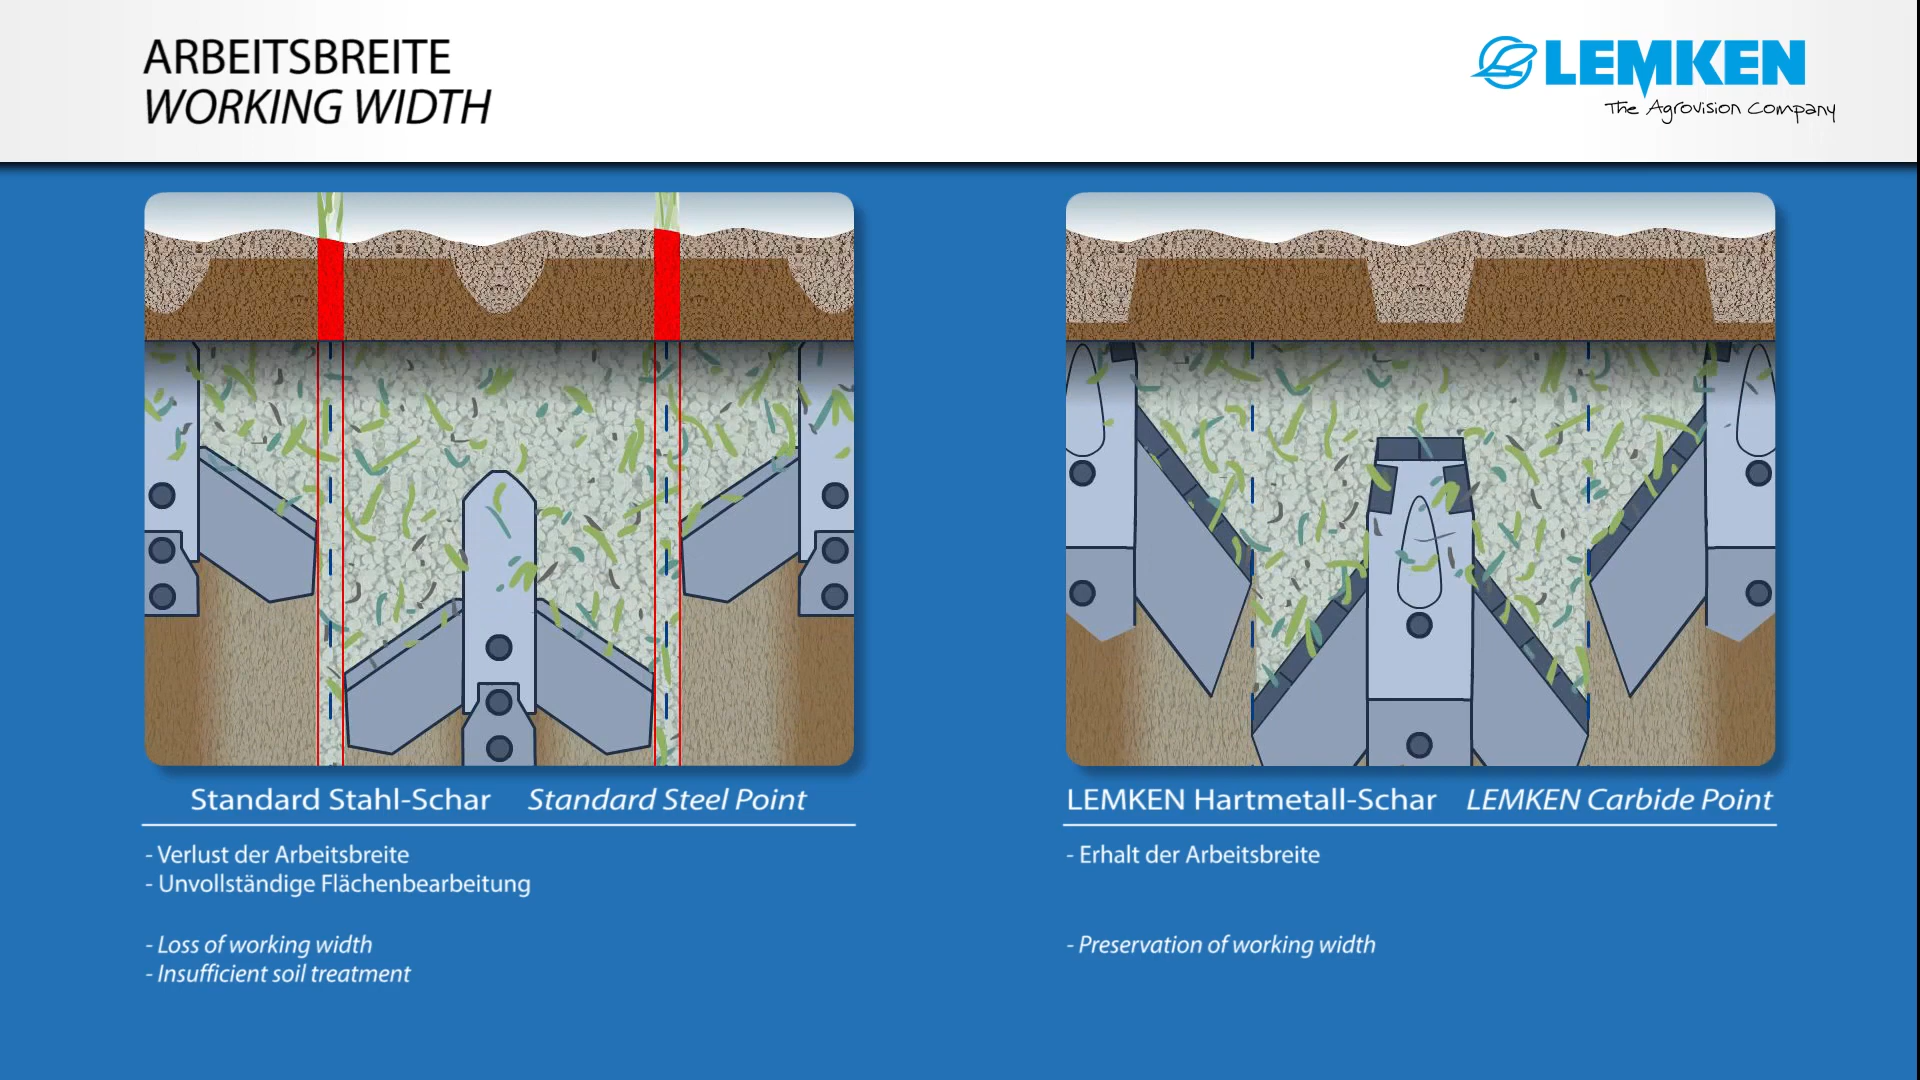 ARBEITSBREITE
WORKING WIDTH
LEMKEN
The Agrovision Company
Standard Stahl-Schar Standard Steel Point
- Verlust der Arbeitsbreite
- Unvollständige Flächenbearbeitung
- Loss of working width
- Insufficient soil treatment
LEMKEN Hartmetall-Schar LEMKEN Carbide Point
- Erhalt der Arbeitsbreite
- Preservation of working width